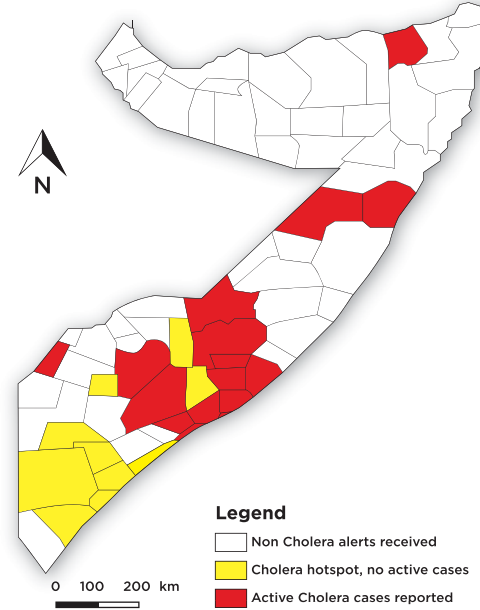 N
Legend
Non Cholera alerts received
Cholera hotspot, no active cases
Active Cholera cases reported
0 100 200 km